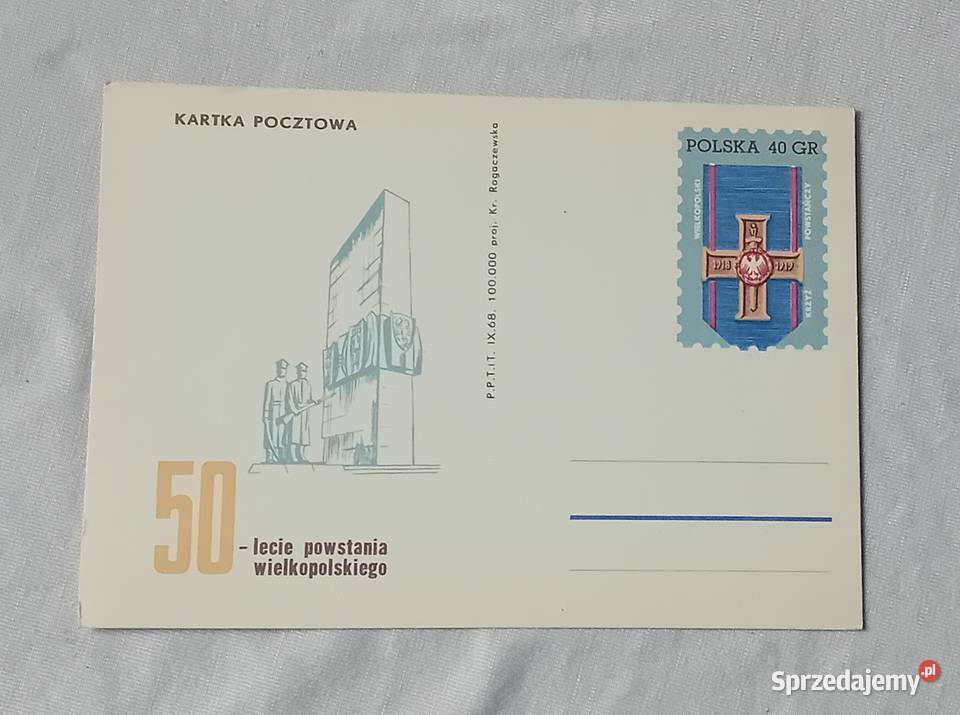 KARTKA POCZTOWA
P.P.T.iT. IX.68. 100.000 proj. Kr. Rogaczewska
POLSKA 40 GR
WIELKOPOLSKI
KRZYŻ
POWSTAŃCZY
1918 1919
50
-lecie powstania
wielkopolskiego
Sprzedajemy.pl